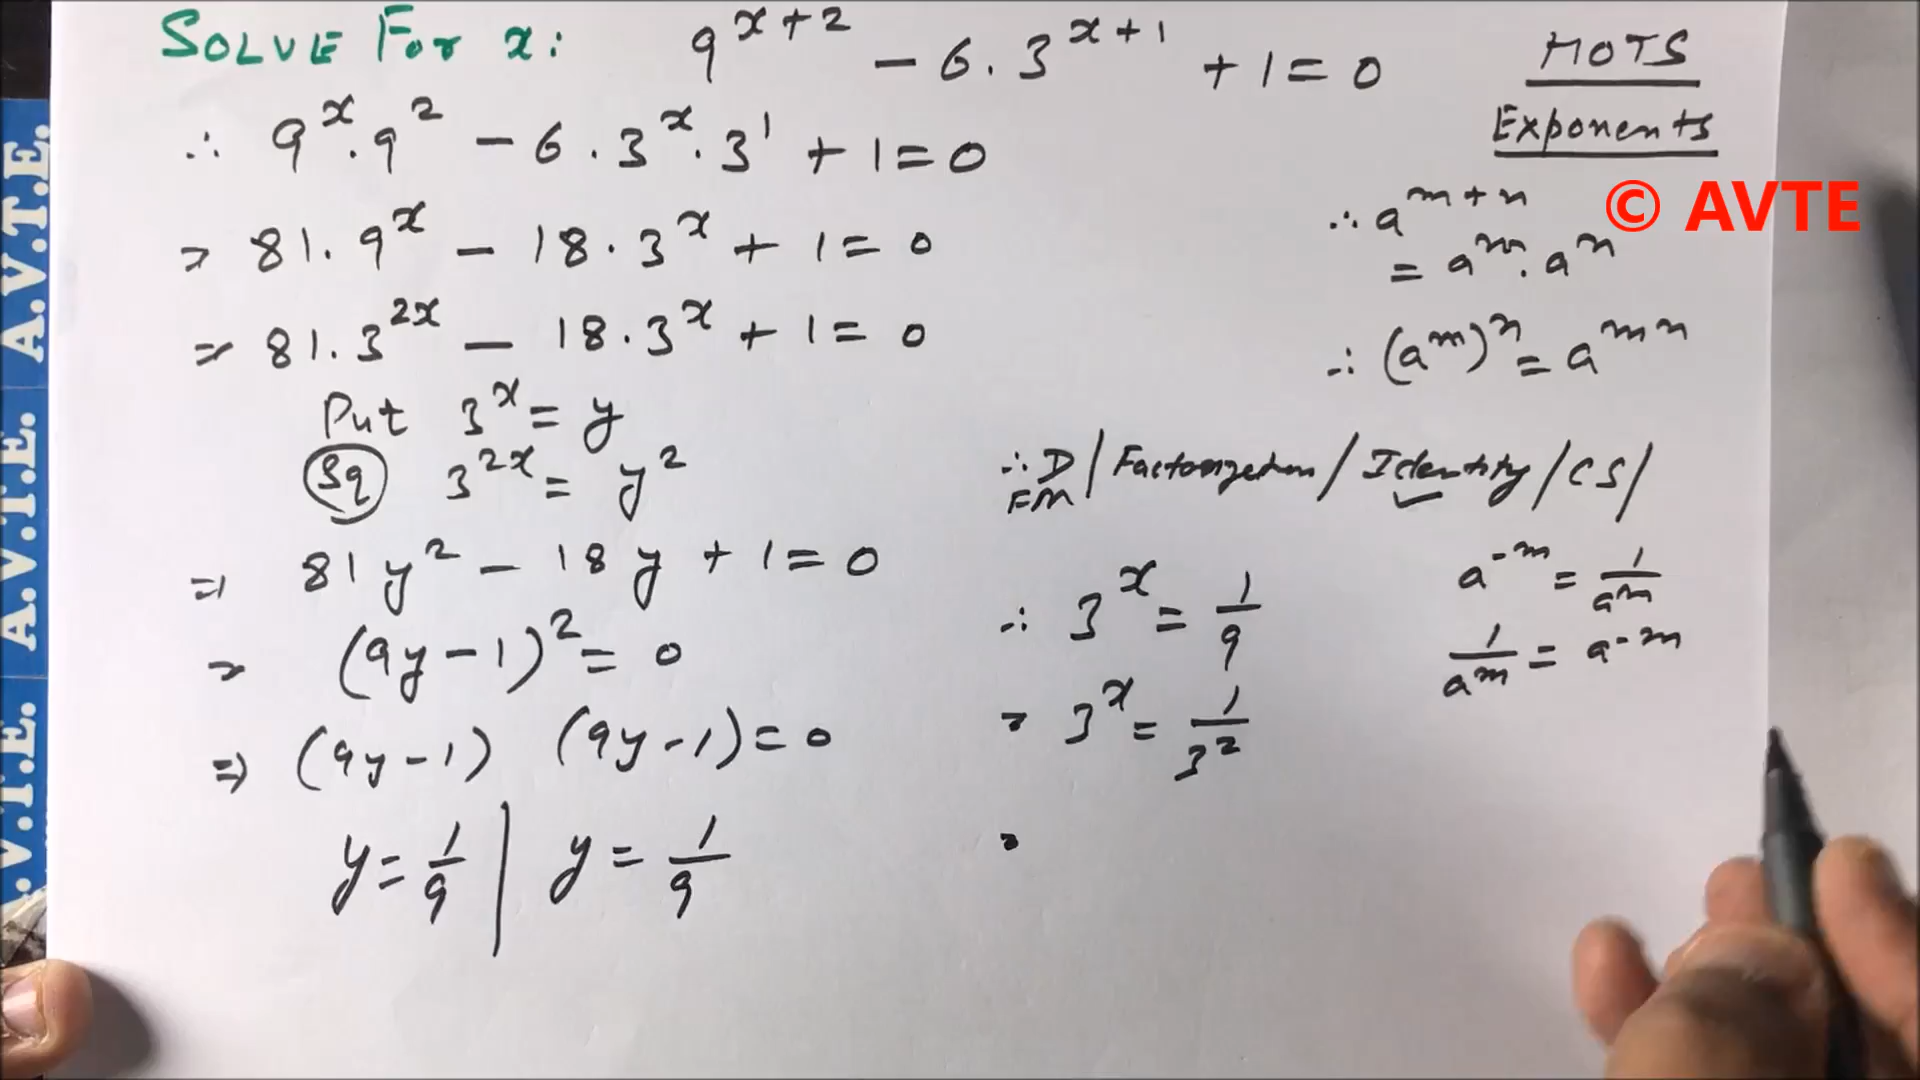 SOLVE For x: 9^{x+2} - 6.3^{x+1} + 1 = 0
∴ 9^x.9^2 - 6.3^x.3^1 + 1 = 0
⇒ 81.9^x - 18.3^x + 1 = 0
⇒ 81.3^{2x} - 18.3^x + 1 = 0
Put 3^x = y
Sq 3^{2x} = y^2
⇒ 81y^2 - 18y + 1 = 0
⇒ (9y-1)^2 = 0
⇒ (9y-1) (9y-1) = 0
y = 1/9 | y = 1/9
HOTS
Exponents
© AVTE
∴ a^{m+n}
= a^m.a^n
∴ (a^m)^n = a^{mn}
∴ D / Factorization / Identity / CS /
FM
∴ 3^x = 1/9
⇒ 3^x = 1/3^2
a^{-m} = 1/a^m
1/a^m = a^{-m}
A.V.T.E.
A.V.T.E.
.V.T.E.